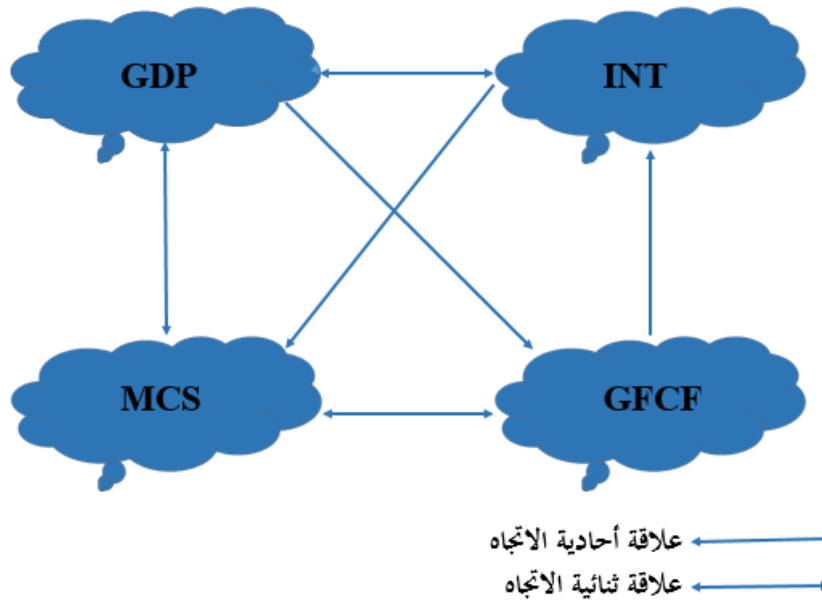 GDP
INT
MCS
GFCF
علاقة أحادية الاتجاه
علاقة ثنائية الاتجاه